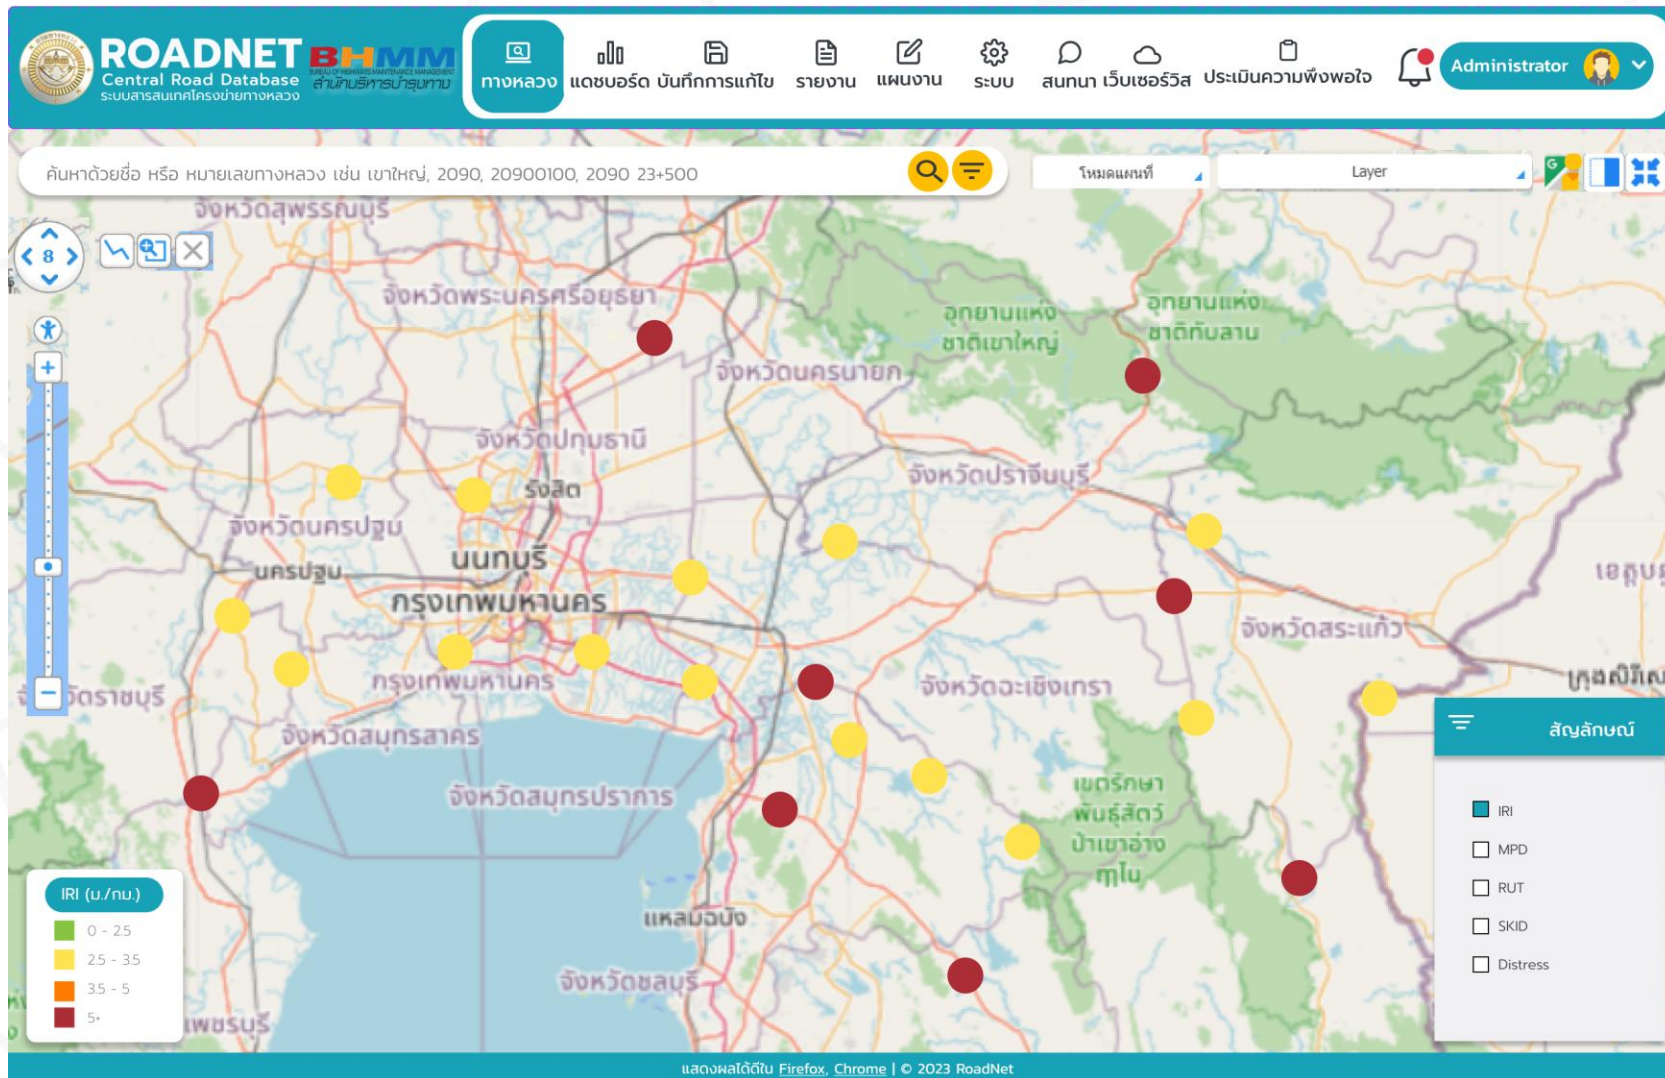 ROADNET
Central Road Database
ระบบสารสนเทศโครงข่ายทางหลวง
BHMM
BUREAU OF HIGHWAYS MAINTENANCE MANAGEMENT
สำนักบริหารบำรุงทาง
ทางหลวง
แดชบอร์ด
บันทึกการแก้ไข
รายงาน
แผนงาน
ระบบ
สนทนา
เว็บเซอร์วิส
ประเมินความพึงพอใจ
Administrator
ค้นหาด้วยชื่อ หรือ หมายเลขทางหลวง เช่น เขาใหญ่, 2090, 20900100, 2090 23+500
โหมดแผนที่
Layer
G
จังหวัดสุพรรณบุรี
8
จังหวัดพระนครศรีอยุธยา
อุทยานแห่ง
ชาติเขาใหญ่
อุทยานแห่ง
ชาติทับลาน
จังหวัดนครนายก
จังหวัดปทุมธานี
รังสิต
จังหวัดปราจีนบุรี
จังหวัดนครปฐม
นครปฐม
นนทบุรี
กรุงเทพมหานคร
จังหวัดสระแก้ว
กรุงเทพมหานคร
จังหวัดฉะเชิงเทรา
จังหวัดสมุทรสาคร
จังหวัดสมุทรปราการ
เขตรักษา
พันธุ์สัตว์
ป่าเขาอ่าง
ฤๅไน
แหลมฉบัง
จังหวัดชลบุรี
สัญลักษณ์
IRI
MPD
RUT
SKID
Distress
IRI (ม./กม.)
0 - 2.5
2.5 - 3.5
3.5 - 5
5+
แสดงผลได้ดีใน Firefox, Chrome | © 2023 RoadNet